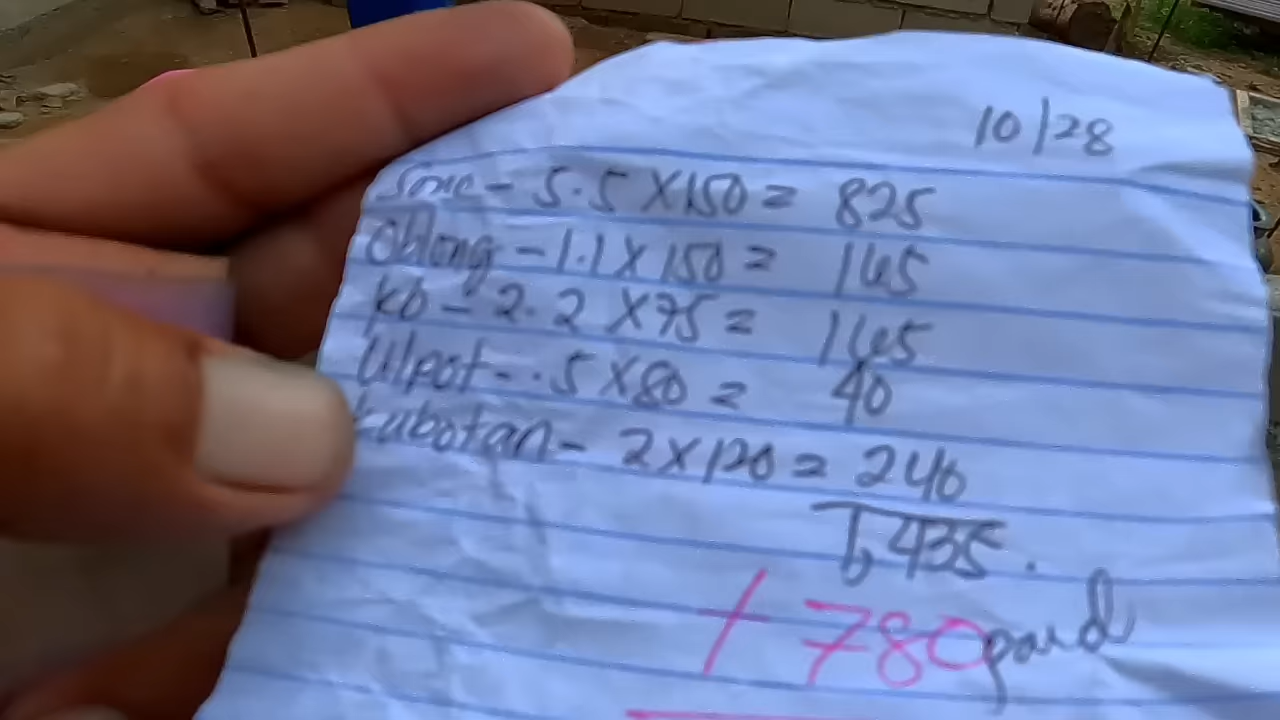 10/28
Sone - 5.5 X 150 = 825
Oblong - 1.1 X 150 = 165
kb - 2.2 X 75 = 165
Ulpot - .5 X 80 = 40
kubotan - 2 X 120 = 240
1,435.
+ 780 paid